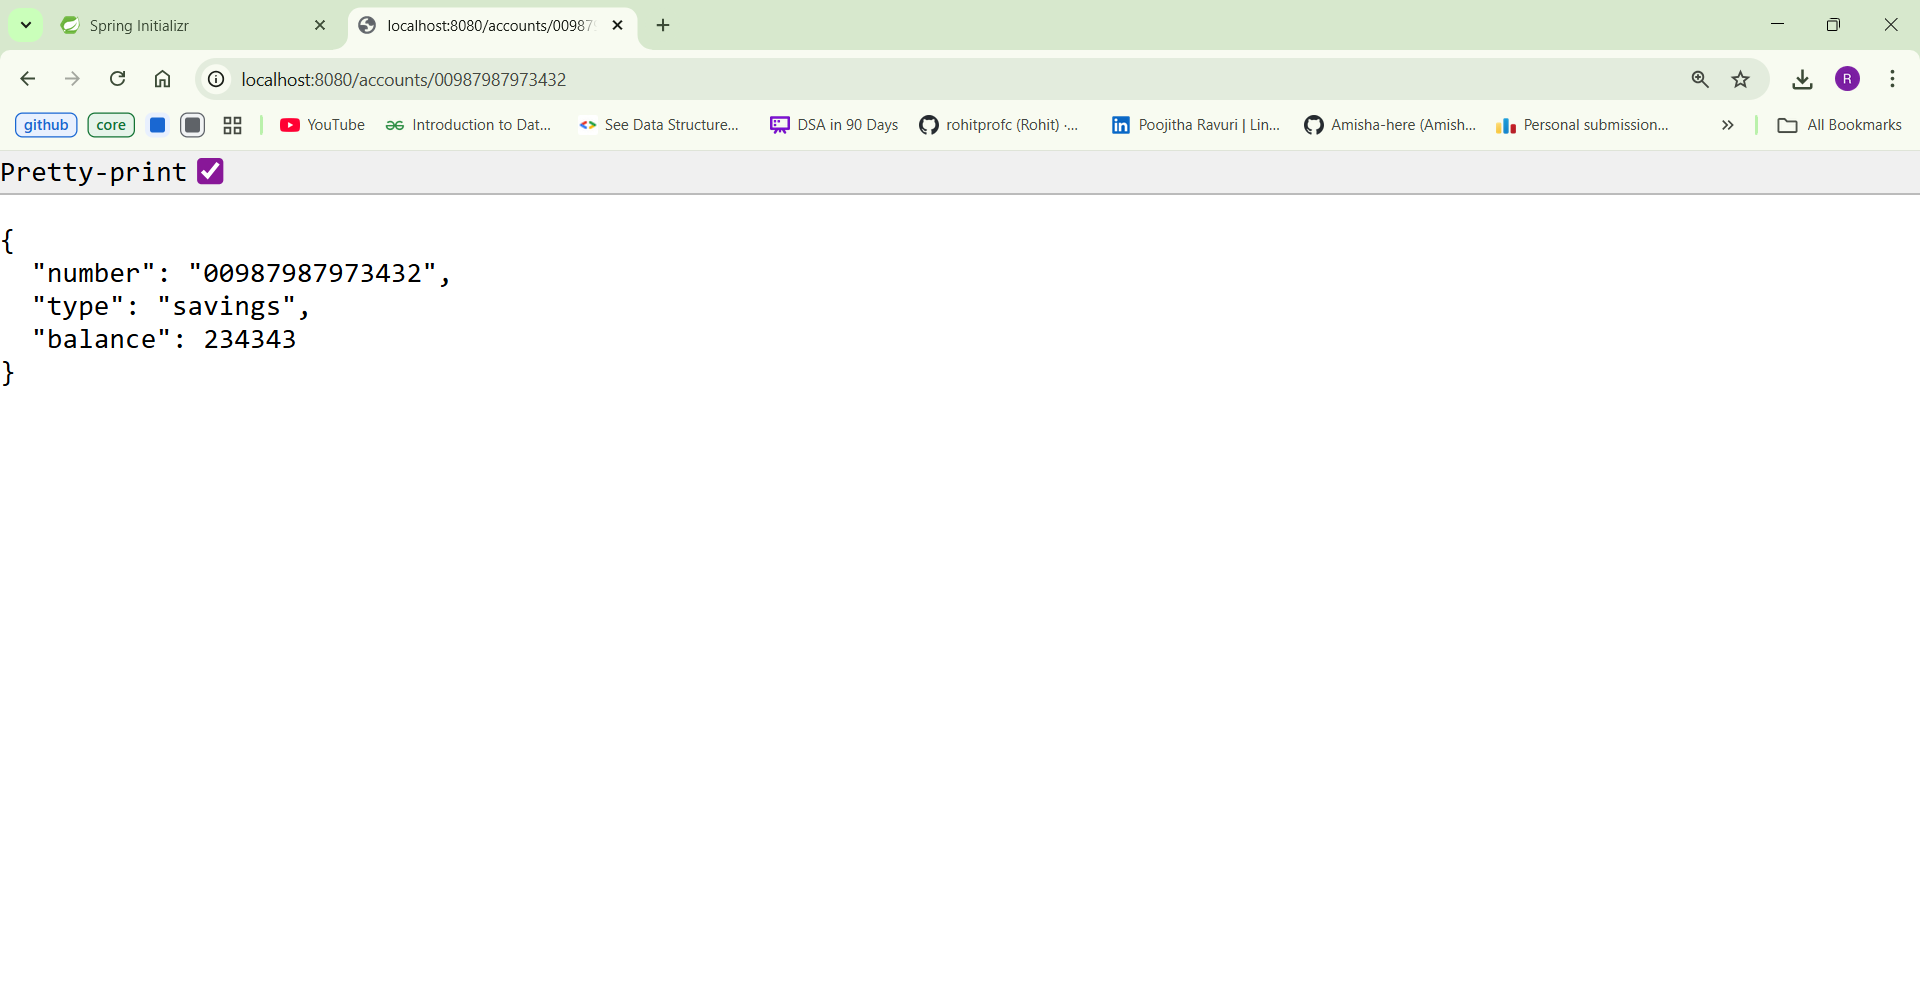 Spring Initializr
localhost:8080/accounts/00987
localhost:8080/accounts/00987987973432
R
github core YouTube Introduction to Dat... See Data Structure... DSA in 90 Days rohitprofc (Rohit) ·... Poojitha Ravuri | Lin... Amisha-here (Amish... Personal submission... » All Bookmarks
Pretty-print
{
"number": "00987987973432",
"type": "savings",
"balance": 234343
}